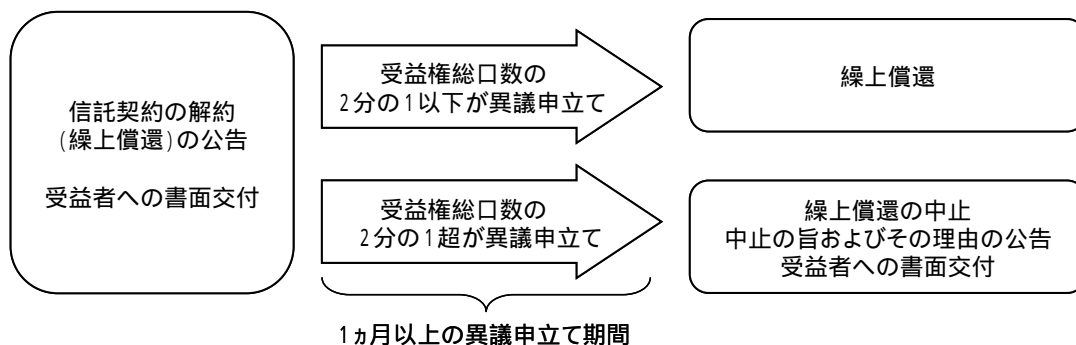 信託契約の解約
(繰上償還)の公告
受益者への書面交付
受益権総口数の
2分の1以下が異議申立て
繰上償還
受益権総口数の
2分の1超が異議申立て
繰上償還の中止
中止の旨およびその理由の公告
受益者への書面交付
1ヵ月以上の異議申立て期間